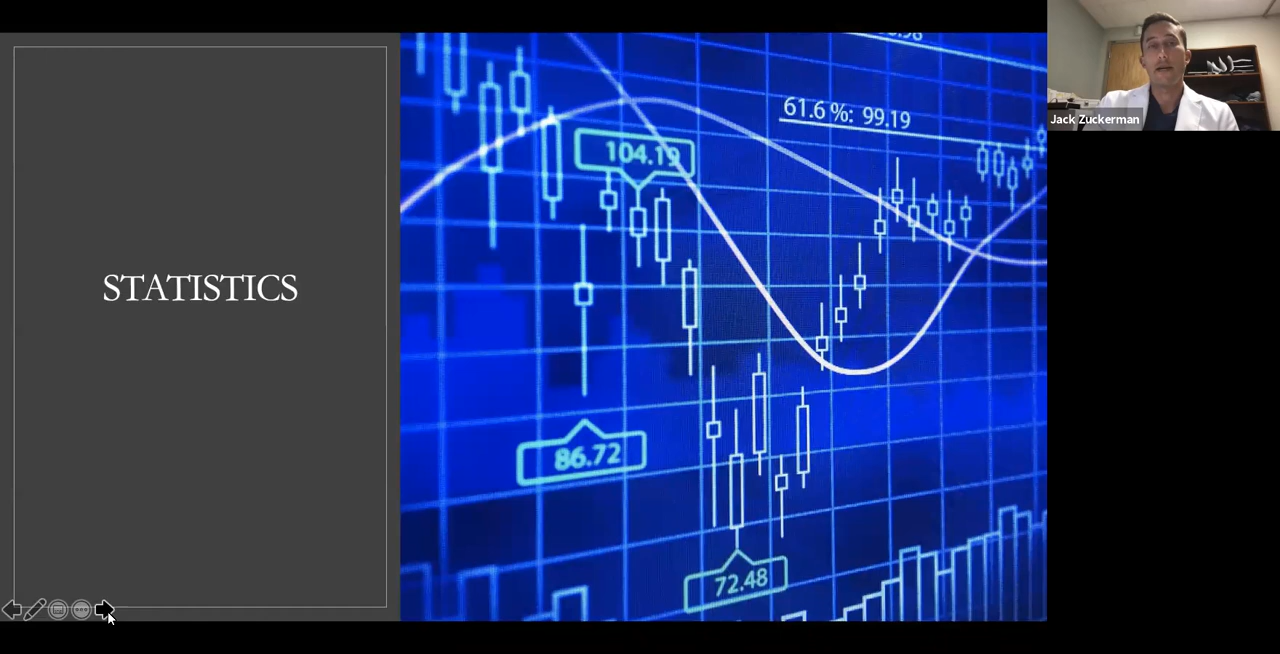 STATISTICS
61.6 %: 99.19
104.19
86.72
72.48
Jack Zuckerman